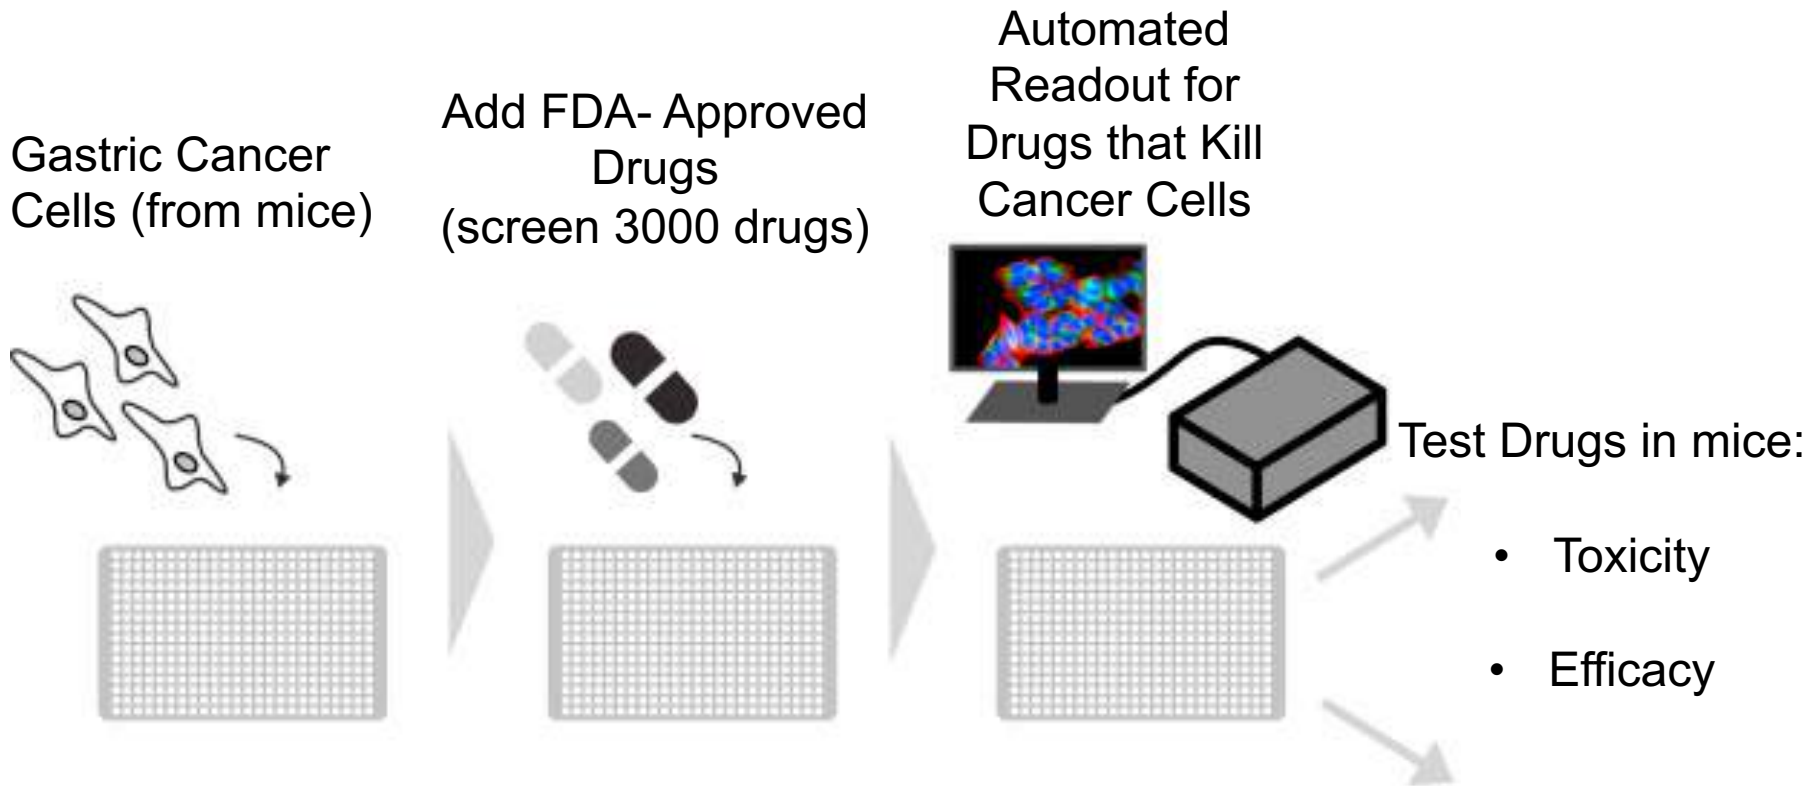 Gastric Cancer
Cells (from mice)
Add FDA- Approved
Drugs
(screen 3000 drugs)
Automated
Readout for
Drugs that Kill
Cancer Cells
Test Drugs in mice:
• Toxicity
• Efficacy